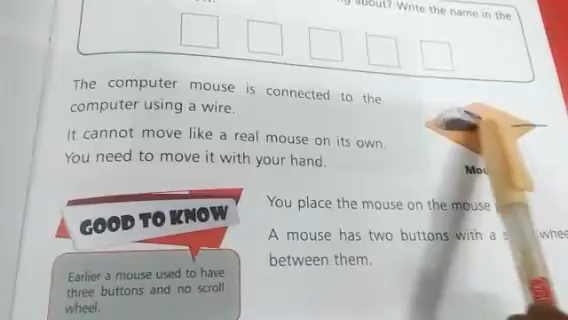 about? Write the name in the
The computer mouse is connected to the
computer using a wire.
It cannot move like a real mouse on its own.
You need to move it with your hand.
GOOD TO KNOW
You place the mouse on the mouse
A mouse has two buttons with a
between them.
Earlier a mouse used to have
three buttons and no scroll
wheel.